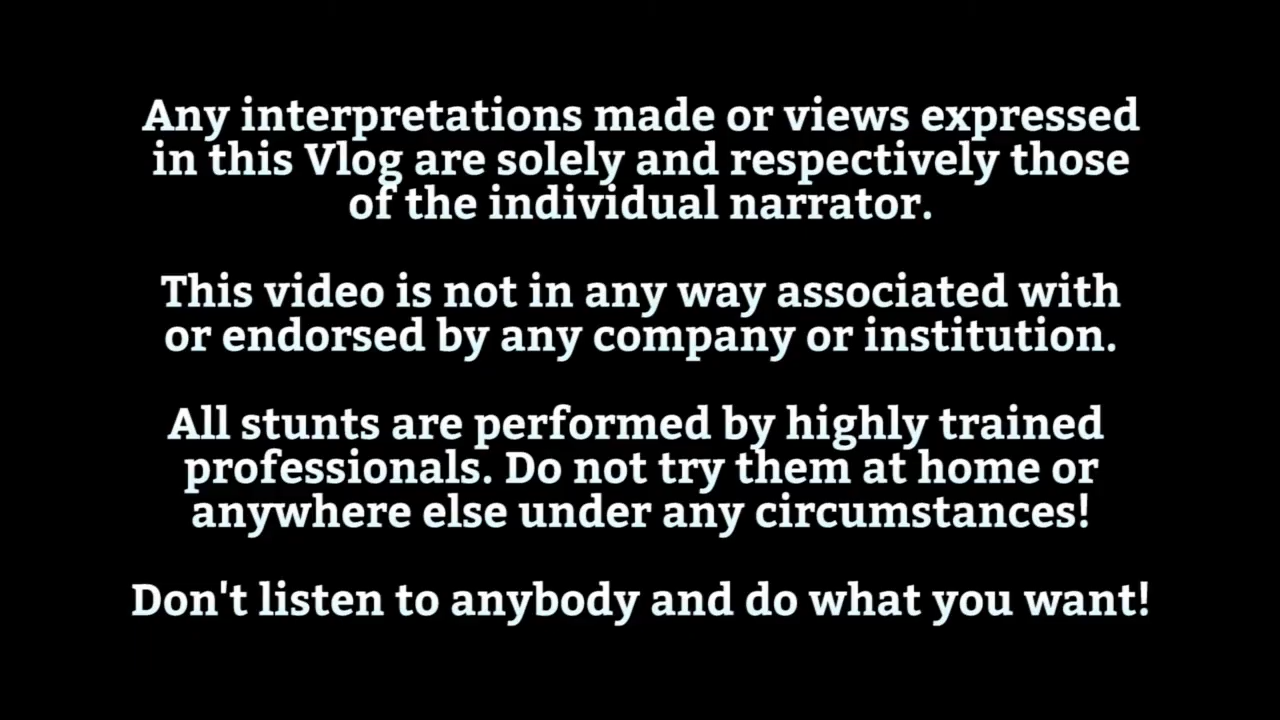 Any interpretations made or views expressed
in this Vlog are solely and respectively those
of the individual narrator.
This video is not in any way associated with
or endorsed by any company or institution.
All stunts are performed by highly trained
professionals. Do not try them at home or
anywhere else under any circumstances!
Don't listen to anybody and do what you want!